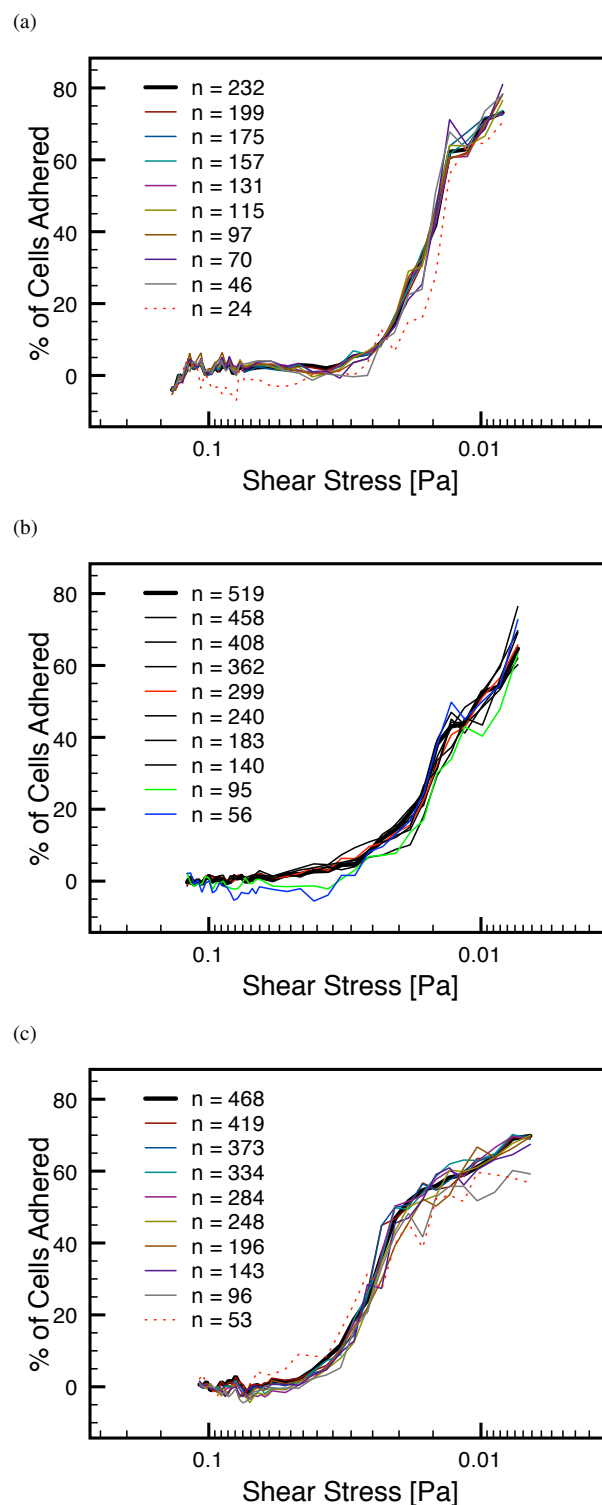 (a)
80
60
40
20
0
% of Cells Adhered
n = 232
n = 199
n = 175
n = 157
n = 131
n = 115
n = 97
n = 70
n = 46
n = 24
0.1
0.01
Shear Stress [Pa]
(b)
80
60
40
20
0
% of Cells Adhered
n = 519
n = 458
n = 408
n = 362
n = 299
n = 240
n = 183
n = 140
n = 95
n = 56
0.1
0.01
Shear Stress [Pa]
(c)
80
60
40
20
0
% of Cells Adhered
n = 468
n = 419
n = 373
n = 334
n = 284
n = 248
n = 196
n = 143
n = 96
n = 53
0.1
0.01
Shear Stress [Pa]